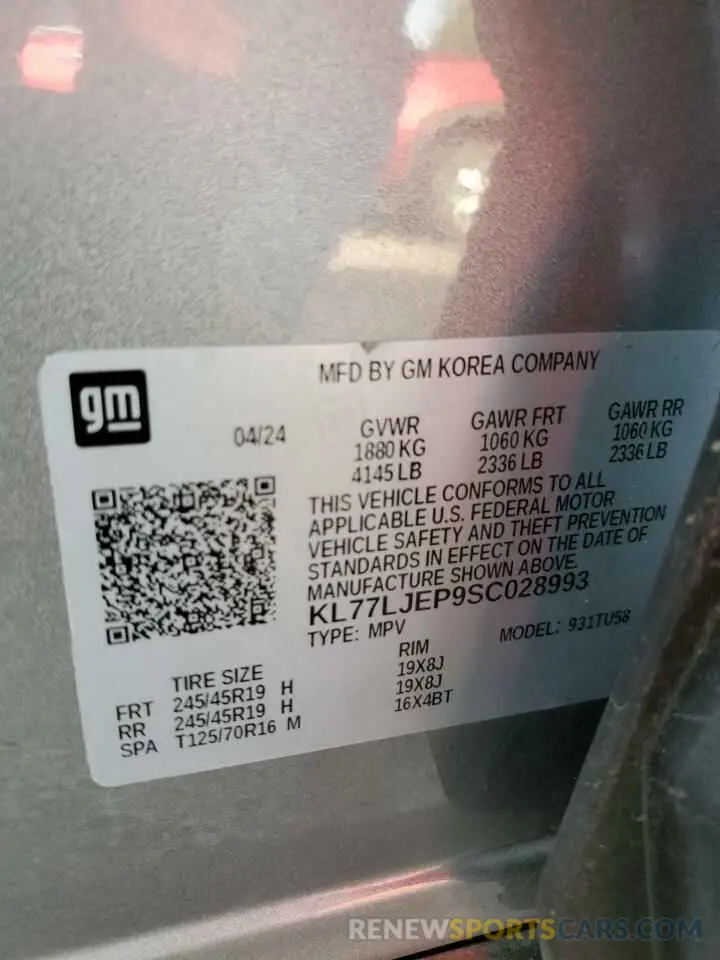 MFD BY GM KOREA COMPANY
gm
04/24
GVWR GAWR FRT GAWR RR
1880 KG 1060 KG 1060 KG
4145 LB 2336 LB 2336 LB
THIS VEHICLE CONFORMS TO ALL
APPLICABLE U.S. FEDERAL MOTOR
VEHICLE SAFETY AND THEFT PREVENTION
STANDARDS IN EFFECT ON THE DATE OF
MANUFACTURE SHOWN ABOVE.
KL77LJEP9SC028993
TYPE: MPV MODEL: 931TU58
TIRE SIZE RIM
FRT 245/45R19 H 19X8J
RR 245/45R19 H 19X8J
SPA T125/70R16 M 16X4BT
RENEWSPORTSCARS.COM